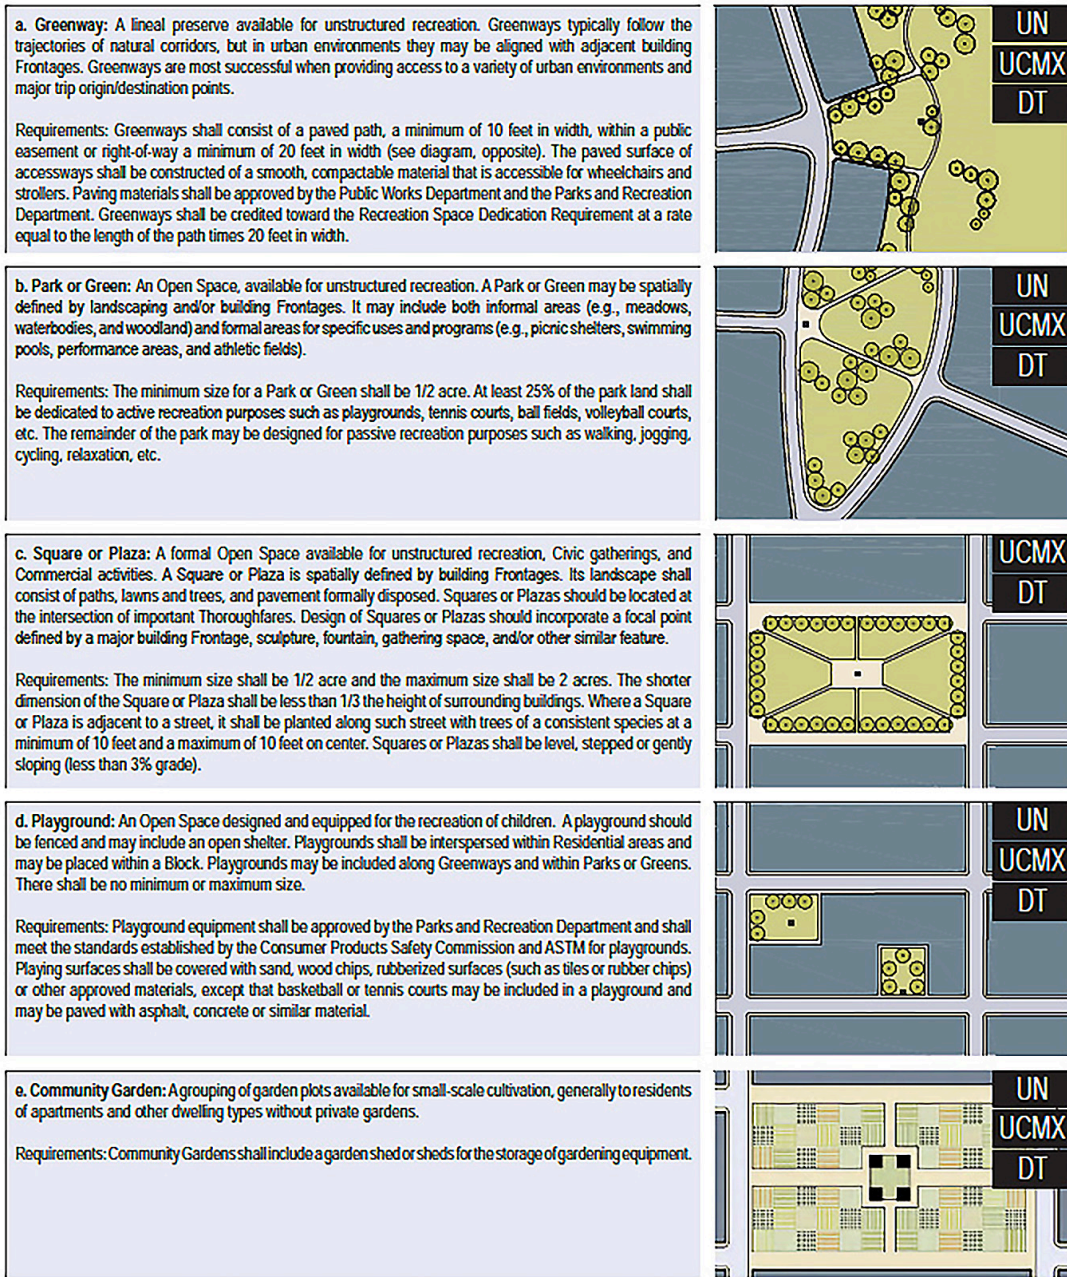 a. Greenway: A lineal preserve available for unstructured recreation. Greenways typically follow the
trajectories of natural corridors, but in urban environments they may be aligned with adjacent building
Frontages. Greenways are most successful when providing access to a variety of urban environments and
major trip origin/destination points.
Requirements: Greenways shall consist of a paved path, a minimum of 10 feet in width, within a public
easement or right-of-way a minimum of 20 feet in width (see diagram, opposite). The paved surface of
accessways shall be constructed of a smooth, compactable material that is accessible for wheelchairs and
strollers. Paving materials shall be approved by the Public Works Department and the Parks and Recreation
Department. Greenways shall be credited toward the Recreation Space Dedication Requirement at a rate
equal to the length of the path times 20 feet in width.
UN
UCMX
DT
b. Park or Green: An Open Space, available for unstructured recreation. A Park or Green may be spatially
defined by landscaping and/or building Frontages. It may include both informal areas (e.g., meadows,
waterbodies, and woodland) and formal areas for specific uses and programs (e.g., picnic shelters, swimming
pools, performance areas, and athletic fields).
Requirements: The minimum size for a Park or Green shall be 1/2 acre. At least 25% of the park land shall
be dedicated to active recreation purposes such as playgrounds, tennis courts, ball fields, volleyball courts,
etc. The remainder of the park may be designed for passive recreation purposes such as walking, jogging,
cycling, relaxation, etc.
UN
UCMX
DT
c. Square or Plaza: A formal Open Space available for unstructured recreation, Civic gatherings, and
Commercial activities. A Square or Plaza is spatially defined by building Frontages. Its landscape shall
consist of paths, lawns and trees, and pavement formally disposed. Squares or Plazas should be located at
the intersection of important Thoroughfares. Design of Squares or Plazas should incorporate a focal point
defined by a major building Frontage, sculpture, fountain, gathering space, and/or other similar feature.
Requirements: The minimum size shall be 1/2 acre and the maximum size shall be 2 acres. The shorter
dimension of the Square or Plaza shall be less than 1/3 the height of surrounding buildings. Where a Square
or Plaza is adjacent to a street, it shall be planted along such street with trees of a consistent species at a
minimum of 10 feet and a maximum of 10 feet on center. Squares or Plazas shall be level, stepped or gently
sloping (less than 3% grade).
UCMX
DT
d. Playground: An Open Space designed and equipped for the recreation of children. A playground should
be fenced and may include an open shelter. Playgrounds shall be interspersed within Residential areas and
may be placed within a Block. Playgrounds may be included along Greenways and within Parks or Greens.
There shall be no minimum or maximum size.
Requirements: Playground equipment shall be approved by the Parks and Recreation Department and shall
meet the standards established by the Consumer Products Safety Commission and ASTM for playgrounds.
Playing surfaces shall be covered with sand, wood chips, rubberized surfaces (such as tiles or rubber chips)
or other approved materials, except that basketball or tennis courts may be included in a playground and
may be paved with asphalt, concrete or similar material.
UN
UCMX
DT
e. Community Garden: A grouping of garden plots available for small-scale cultivation, generally to residents
of apartments and other dwelling types without private gardens.
Requirements: Community Gardens shall include a garden shed or sheds for the storage of gardening equipment.
UN
UCMX
DT